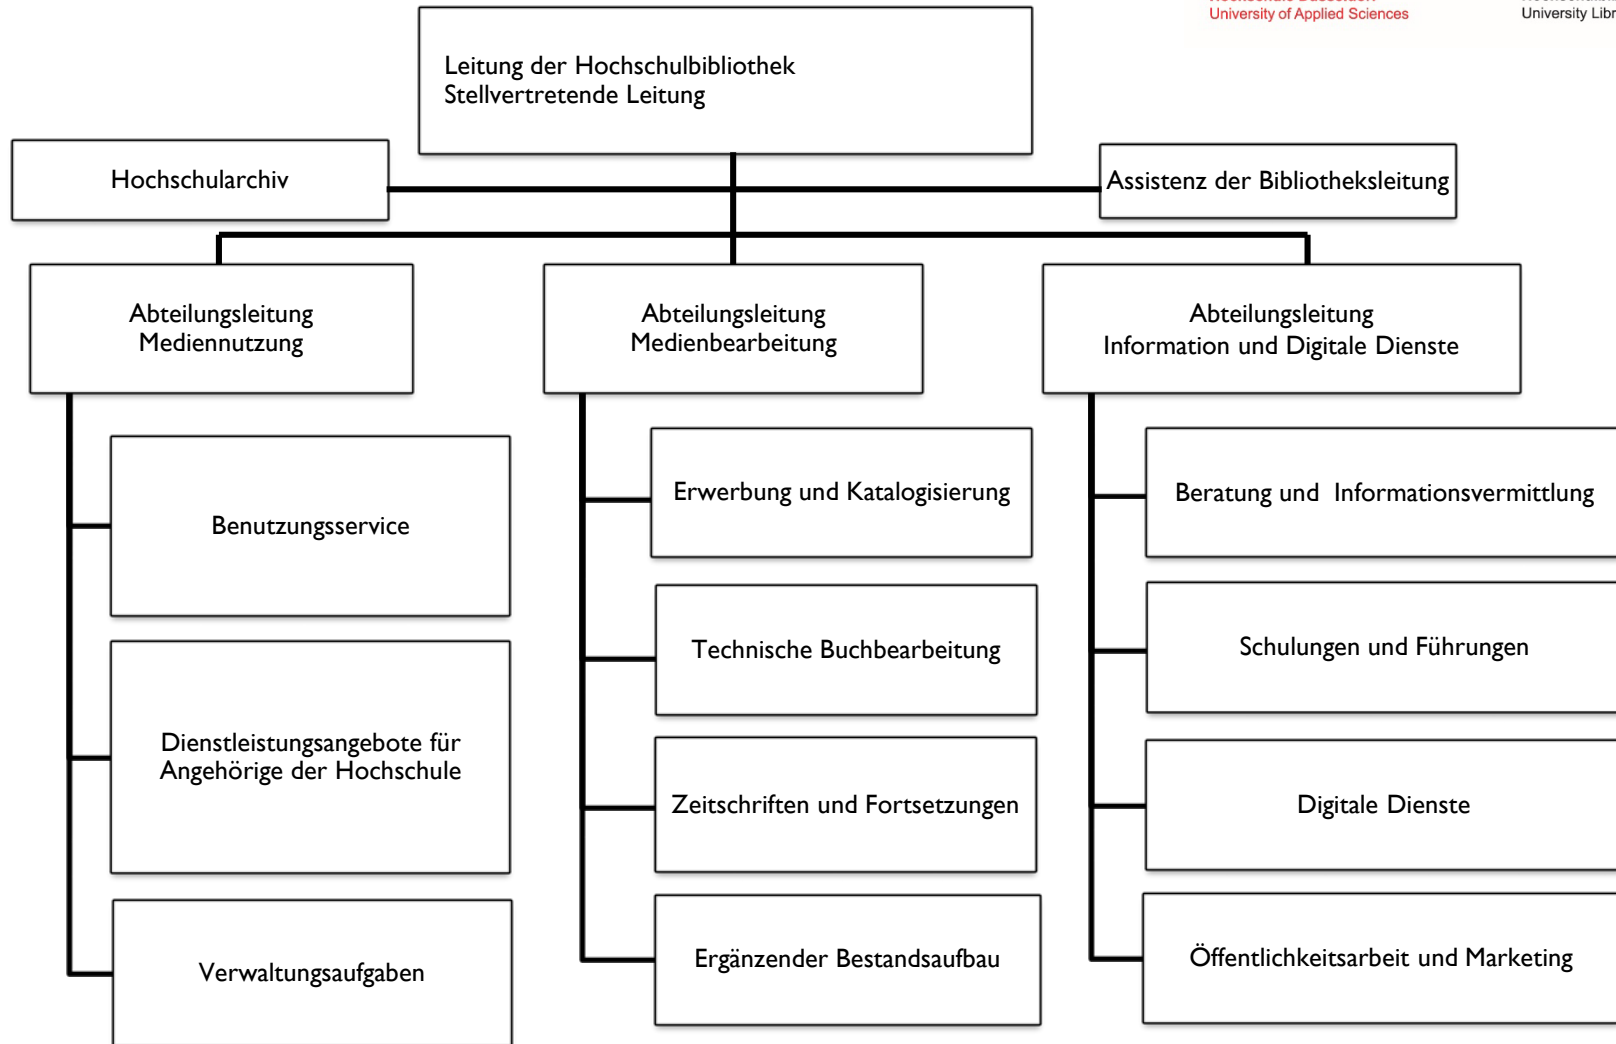 University of Applied Sciences
Leitung der Hochschulbibliothek
Stellvertretende Leitung
Hochschularchiv
Assistenz der Bibliotheksleitung
Abteilungsleitung
Mediennutzung
Abteilungsleitung
Medienbearbeitung
Abteilungsleitung
Information und Digitale Dienste
Benutzungsservice
Dienstleistungsangebote für
Angehörige der Hochschule
Verwaltungsaufgaben
Erwerbung und Katalogisierung
Technische Buchbearbeitung
Zeitschriften und Fortsetzungen
Ergänzender Bestandsaufbau
Beratung und  Informationsvermittlung
Schulungen und Führungen
Digitale Dienste
Öffentlichkeitsarbeit und Marketing
University